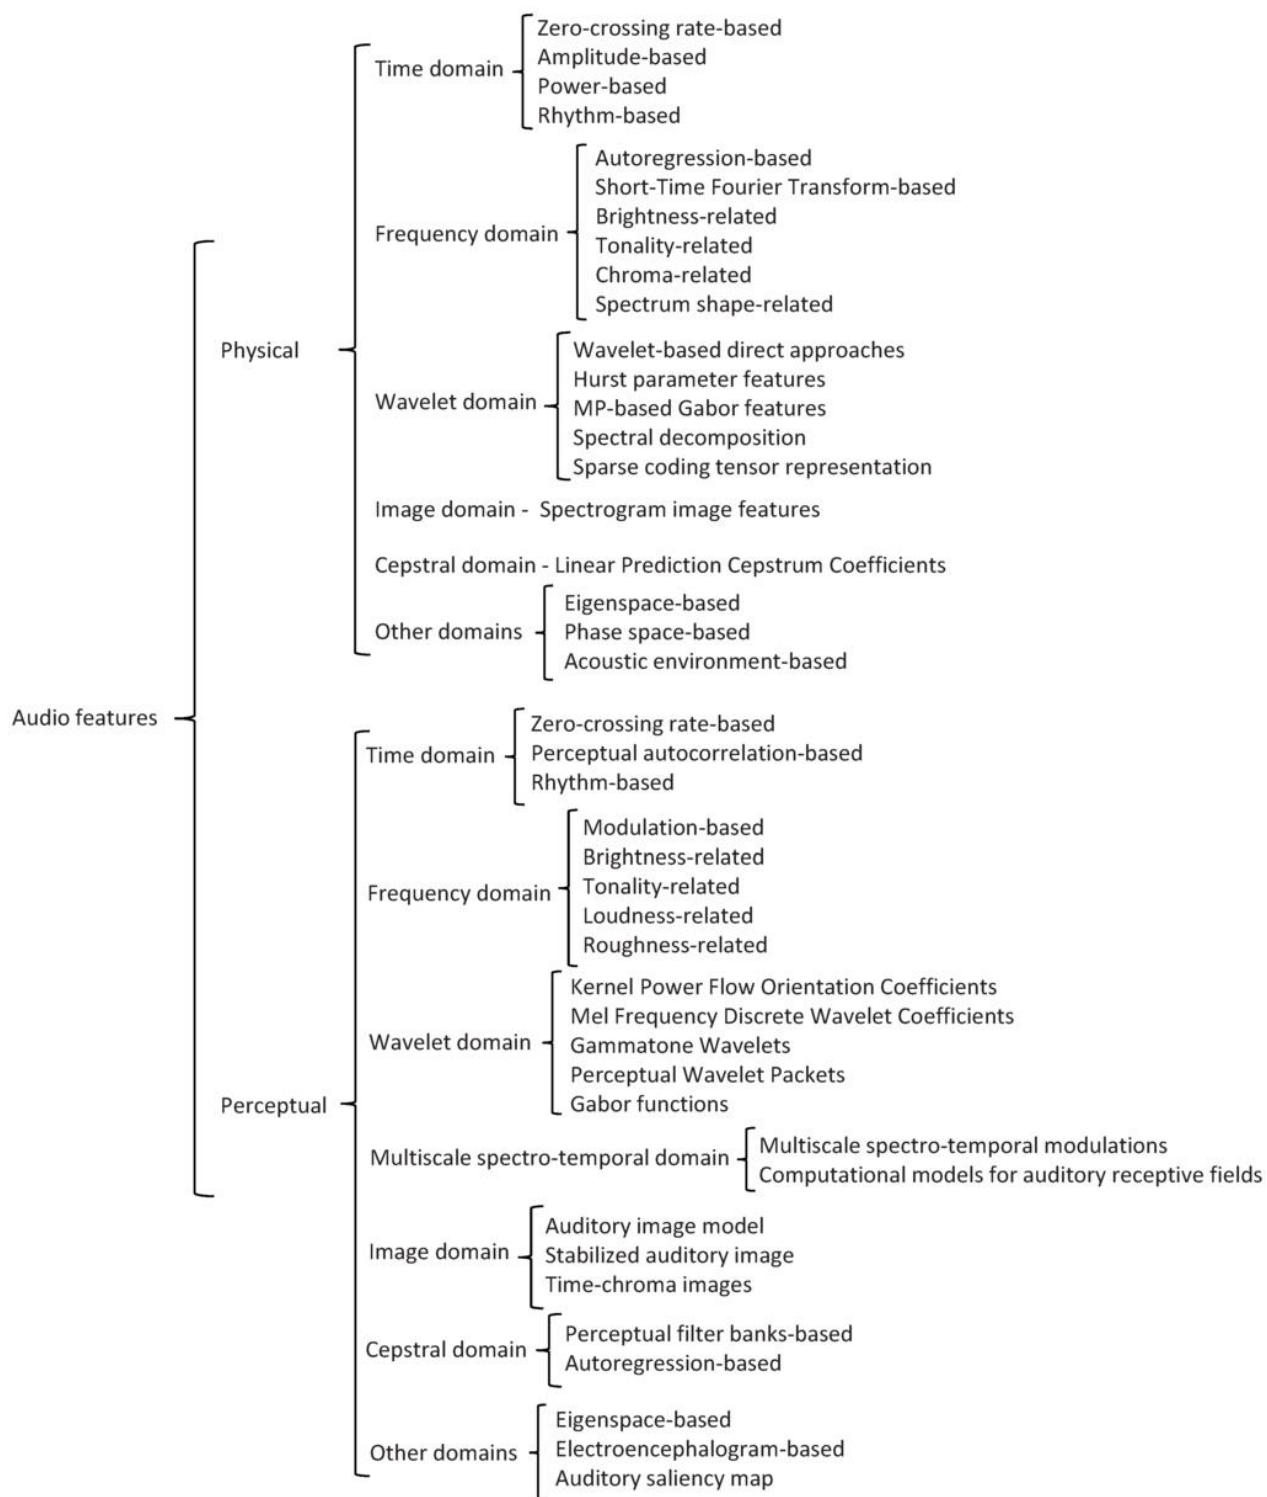 Zero-crossing rate-based
Amplitude-based
Time domain
Power-based
Rhythm-based
Autoregression-based
Short-Time Fourier Transform-based
Brightness-related
Frequency domain
Tonality-related
Chroma-related
Spectrum shape-related
Physical
Wavelet-based direct approaches
Hurst parameter features
Wavelet domain
MP-based Gabor features
Spectral decomposition
Sparse coding tensor representation
Image domain - Spectrogram image features
Cepstral domain - Linear Prediction Cepstrum Coefficients
Eigenspace-based
Other domains
Phase space-based
Acoustic environment-based
Audio features
Zero-crossing rate-based
Time domain
Perceptual autocorrelation-based
Rhythm-based
Modulation-based
Brightness-related
Frequency domain
Tonality-related
Loudness-related
Roughness-related
Kernel Power Flow Orientation Coefficients
Mel Frequency Discrete Wavelet Coefficients
Wavelet domain
Gammatone Wavelets
Perceptual Wavelet Packets
Perceptual
Gabor functions
Multiscale spectro-temporal domain
Multiscale spectro-temporal modulations
Computational models for auditory receptive fields
Auditory image model
Image domain
Stabilized auditory image
Time-chroma images
Perceptual filter banks-based
Cepstral domain
Autoregression-based
Eigenspace-based
Other domains
Electroencephalogram-based
Auditory saliency map